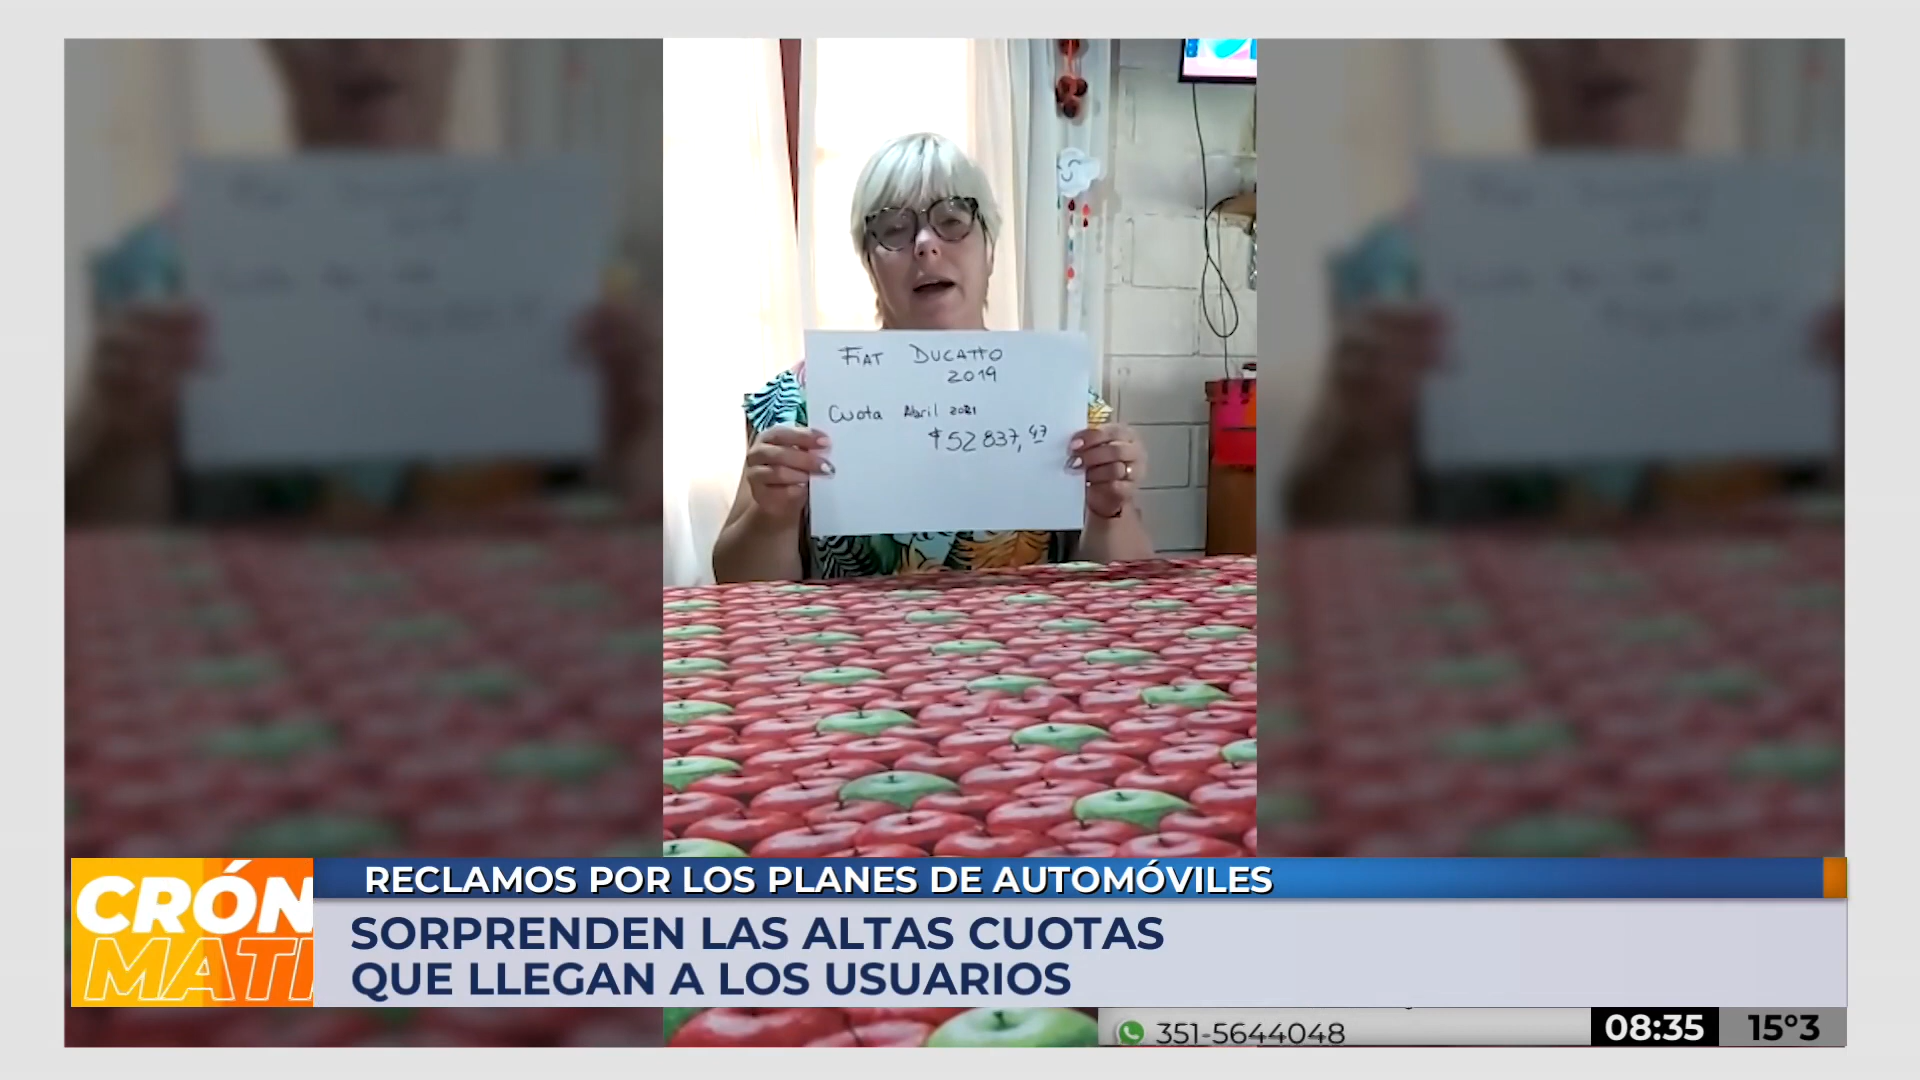 FIAT DUCATTO
2019
Cuota Abril 2021
$52 837,47
CRÓN
MATI
RECLAMOS POR LOS PLANES DE AUTOMÓVILES
SORPRENDEN LAS ALTAS CUOTAS
QUE LLEGAN A LOS USUARIOS
351-5644048
08:35
15°3